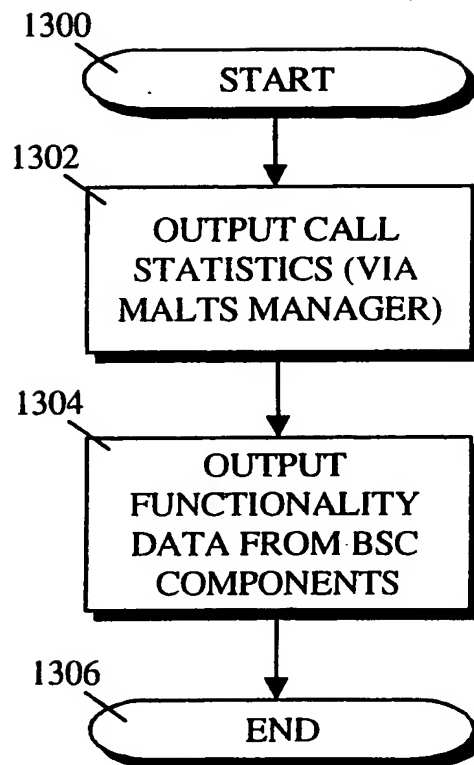 1300
START
1302
OUTPUT CALL
STATISTICS (VIA
MALTS MANAGER)
1304
OUTPUT
FUNCTIONALITY
DATA FROM BSC
COMPONENTS
1306
END